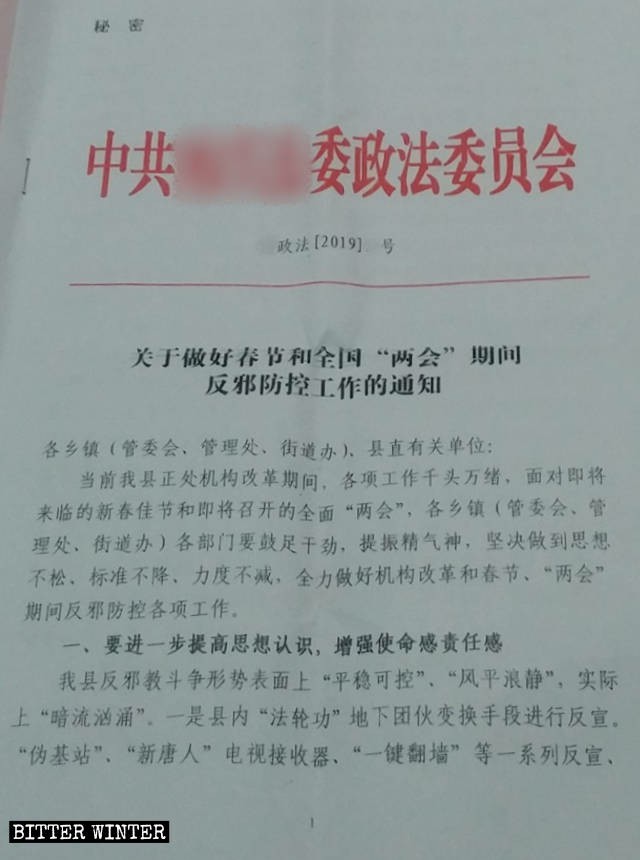 秘 密
中共 委政法委员会
政法[2019] 号
关于做好春节和全国“两会”期间
反邪防控工作的通知
各乡镇（管委会、管理处、街道办）、县直有关单位：
当前我县正处机构改革期间，各项工作千头万绪，面对即将
来临的新春佳节和即将召开的全面“两会”，各乡镇（管委会、管
理处、街道办）各部门要鼓足干劲，提振精气神，坚决做到思想
不松、标准不降、力度不减，全力做好机构改革和春节、“两会”
期间反邪防控各项工作。
一、要进一步提高思想认识，增强使命感责任感
我县反邪教斗争形势表面上“平稳可控”、“风平浪静”，实际
上“暗流汹涌”。一是县内“法轮功”地下团伙变换手段进行反宣。
“伪基站”、“新唐人”电视接收器、“一键翻墙”等一系列反宣、
1
BITTER WINTER